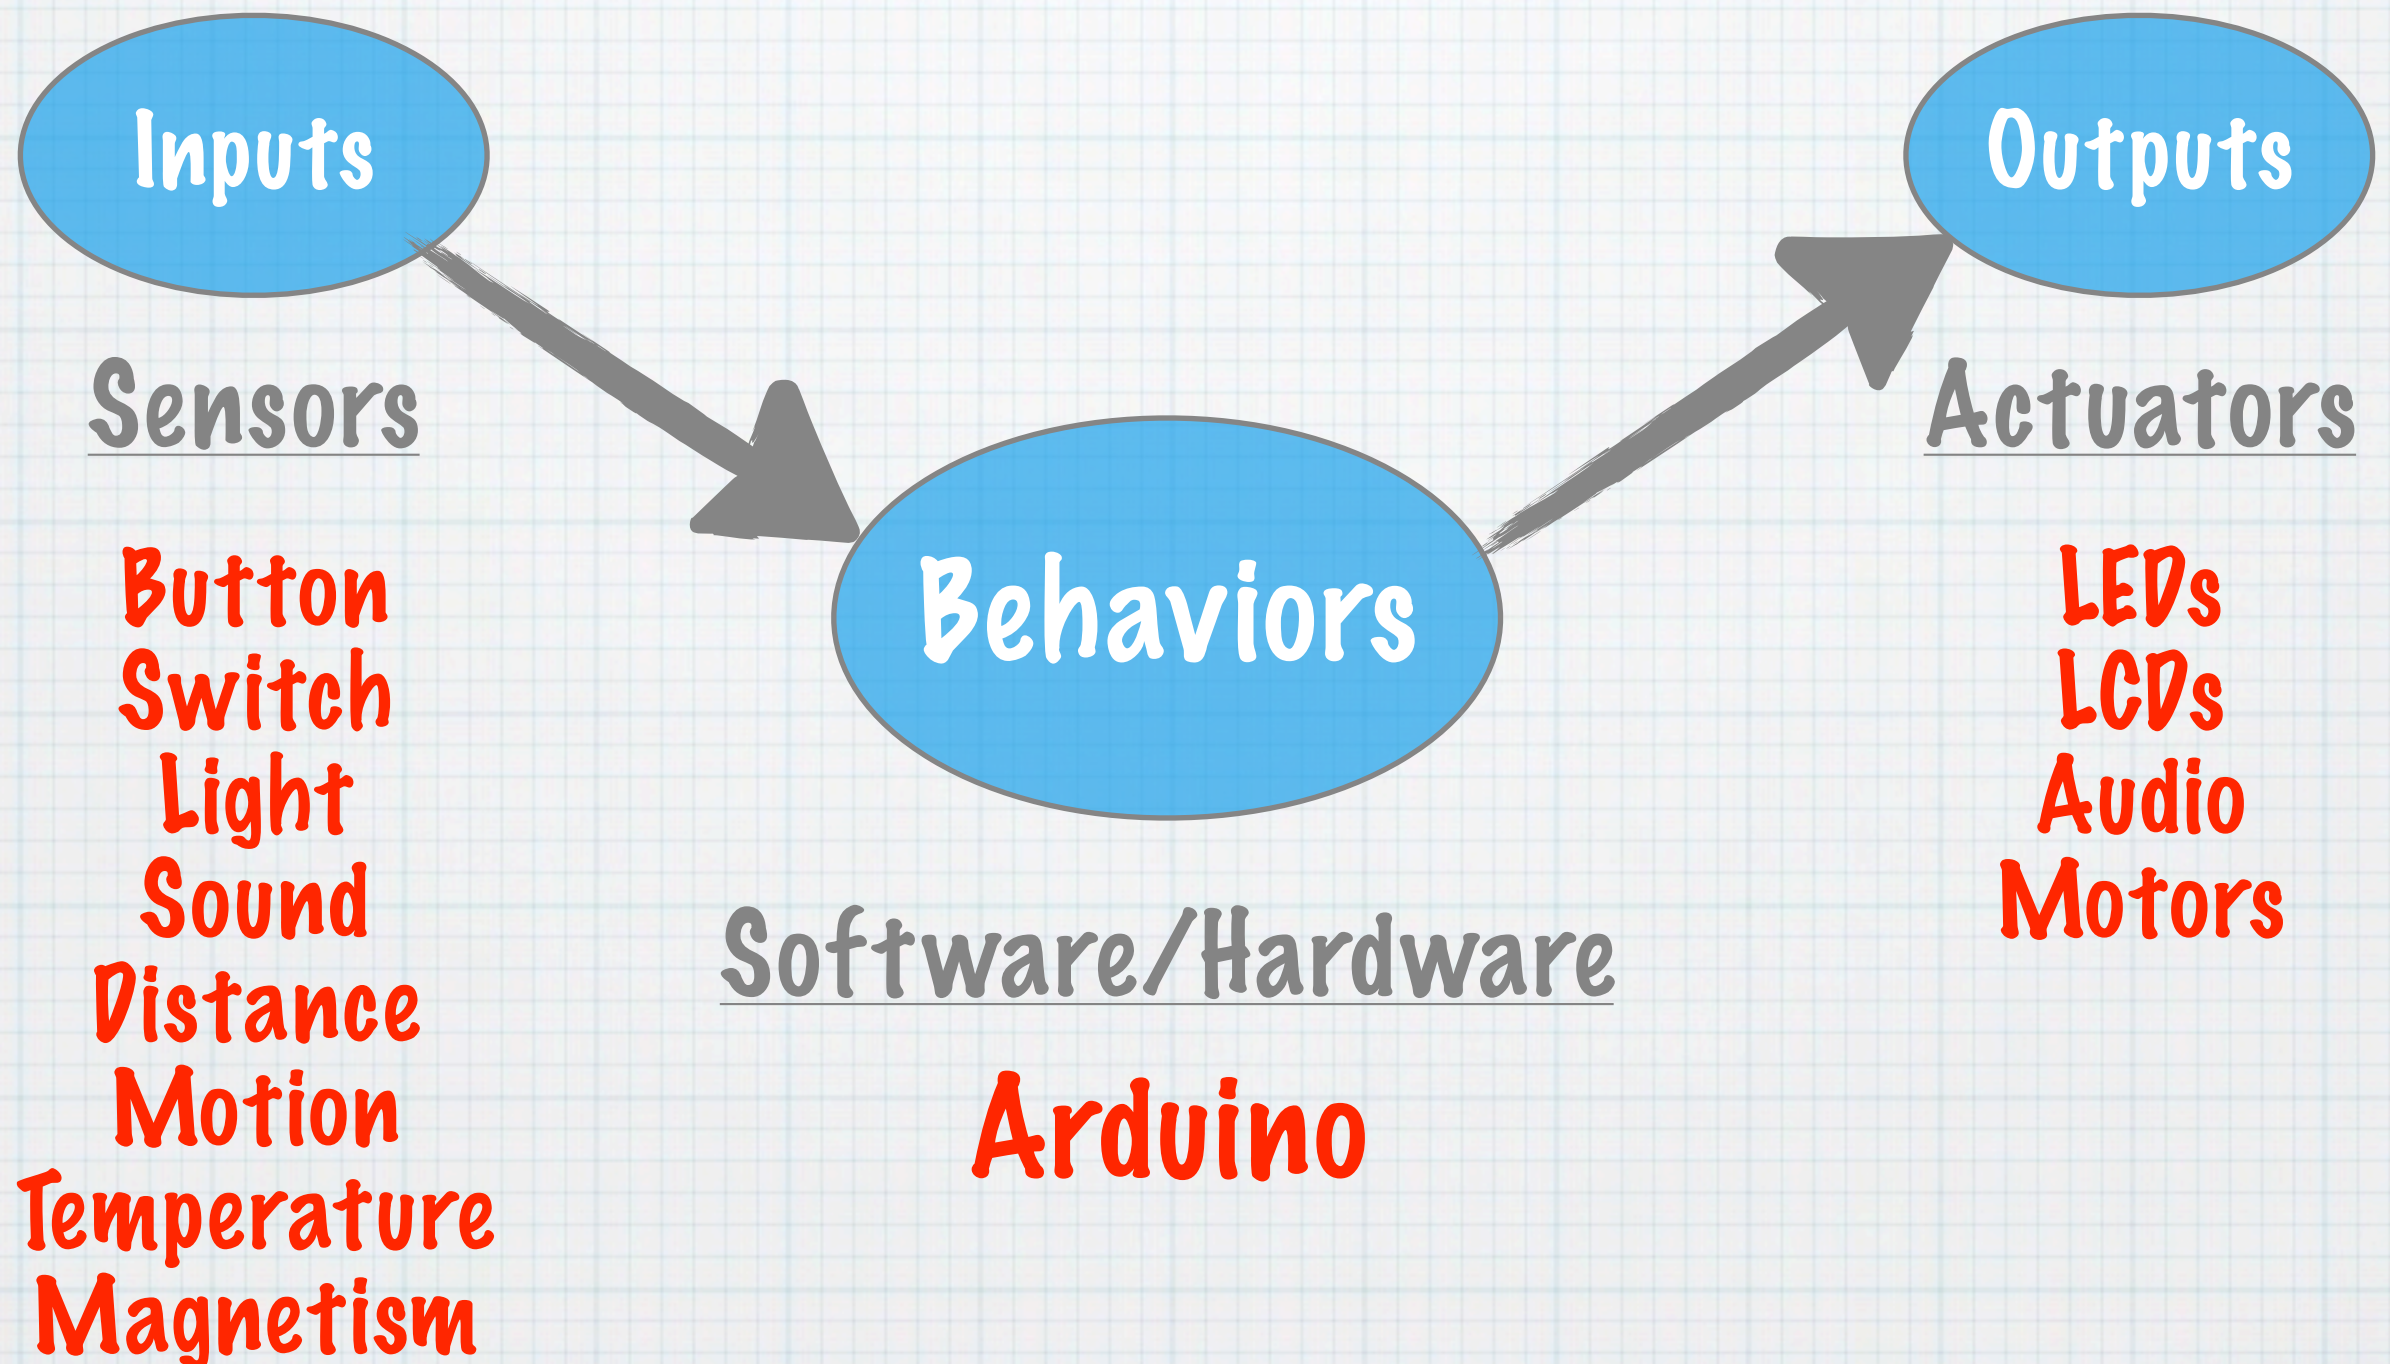 Inputs
Outputs
Sensors
Actuators
Button
Switch
Light
Sound
Distance
Motion
Temperature
Magnetism
Behaviors
Software/Hardware
Arduino
LEDs
LCDs
Audio
Motors